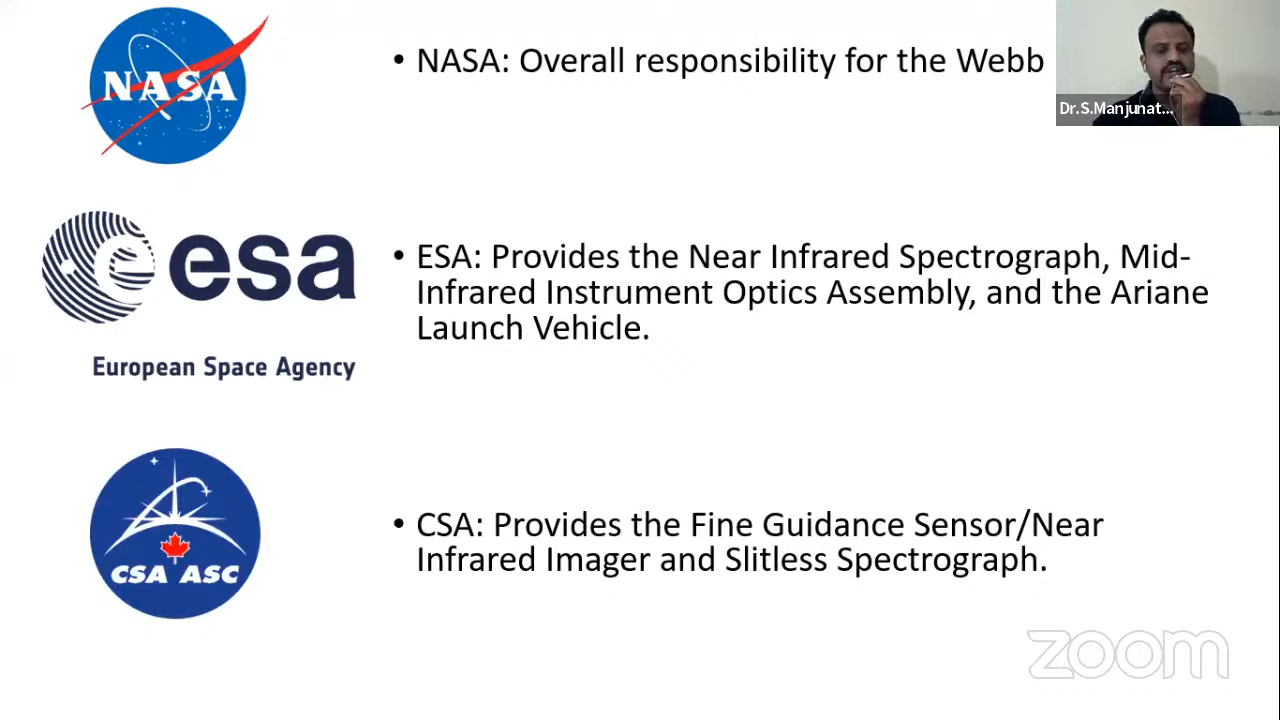 NASA
• NASA: Overall responsibility for the Webb
Dr.S.Manjunat...
esa
European Space Agency
• ESA: Provides the Near Infrared Spectrograph, Mid-
Infrared Instrument Optics Assembly, and the Ariane
Launch Vehicle.
CSA ASC
• CSA: Provides the Fine Guidance Sensor/Near
Infrared Imager and Slitless Spectrograph.
zoom